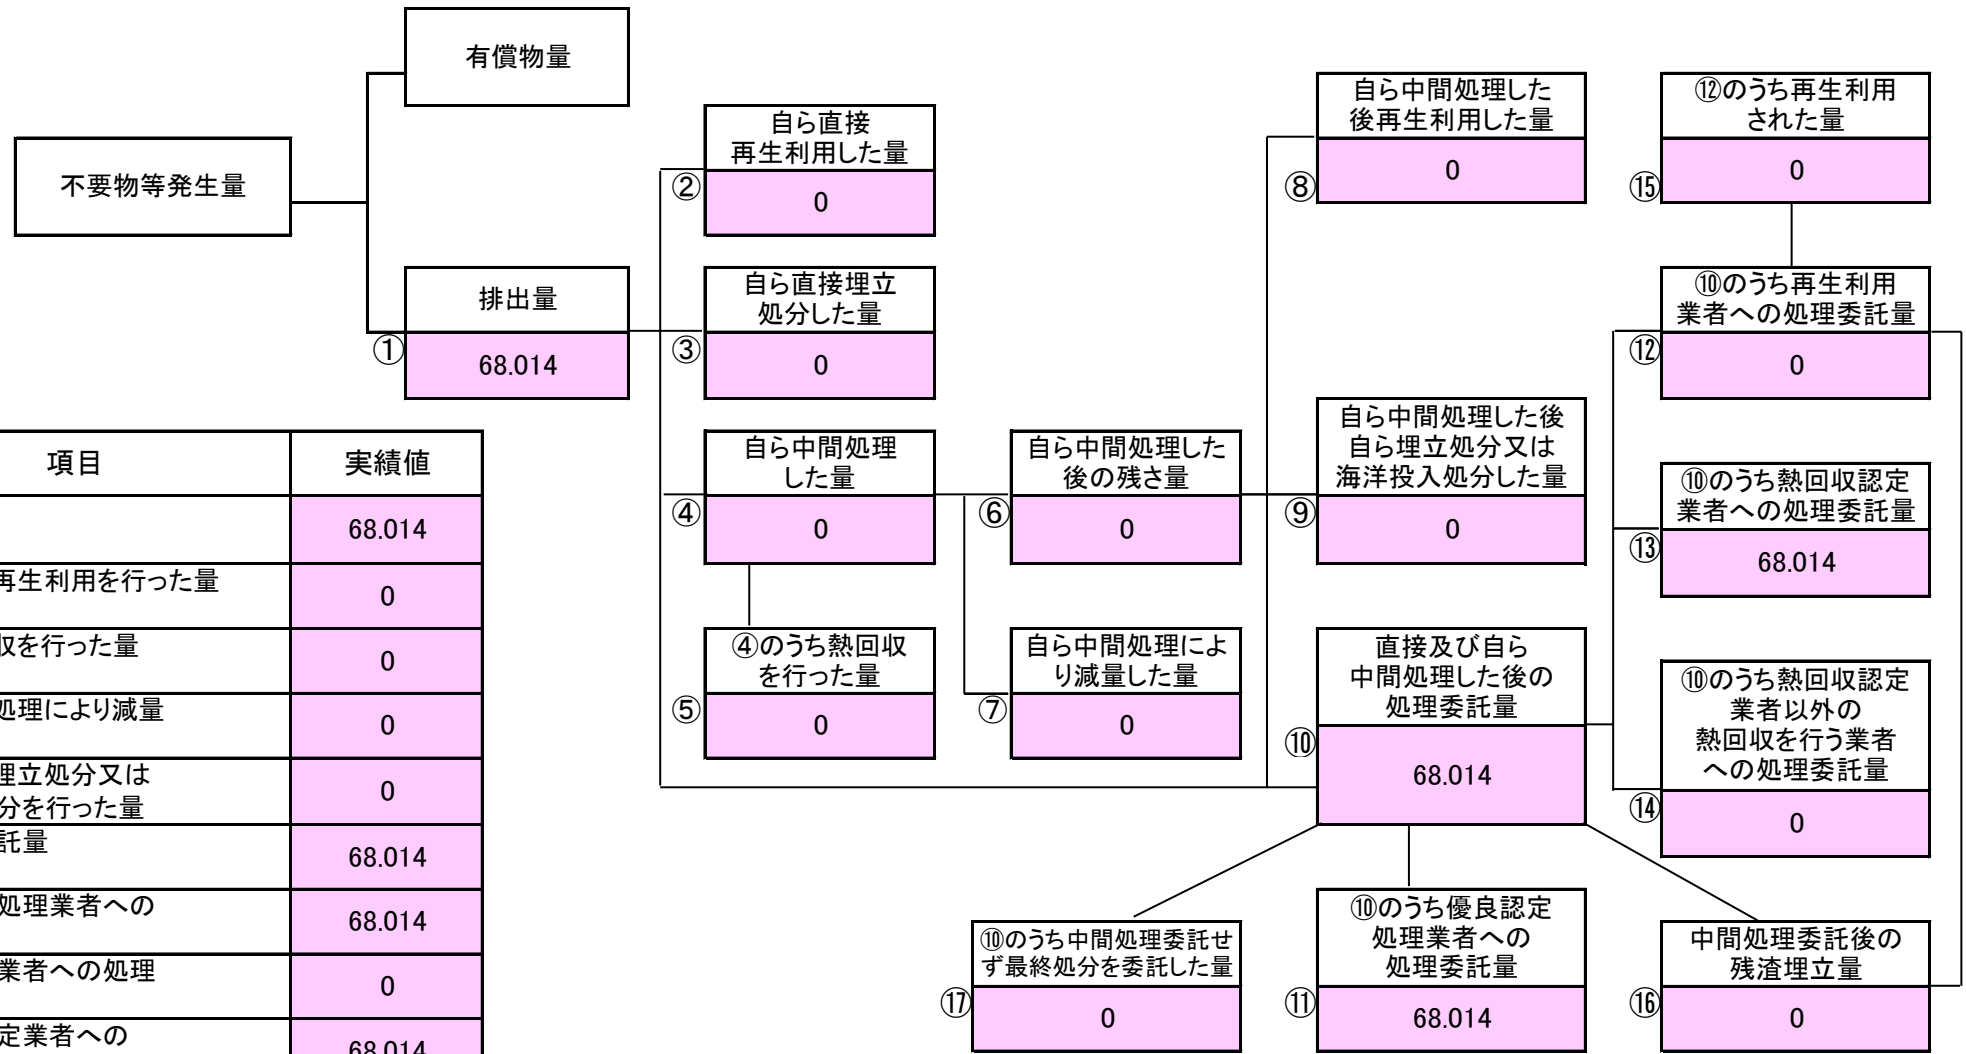 有償物量
不要物等発生量
排出量
①
68.014
自ら直接
再生利用した量
②
0
自ら直接埋立
処分した量
③
0
自ら中間処理
した量
④
0
④のうち熱回収
を行った量
⑤
0
自ら中間処理した
後の残さ量
⑥
0
自ら中間処理によ
り減量した量
⑦
0
自ら中間処理した
後再生利用した量
⑧
0
自ら中間処理した後
自ら埋立処分又は
海洋投入処分した量
⑨
0
直接及び自ら
中間処理した後の
処理委託量
⑩
68.014
⑫のうち再生利用
された量
⑮
0
⑩のうち再生利用
業者への処理委託量
⑫
0
⑩のうち熱回収認定
業者への処理委託量
⑬
68.014
⑩のうち熱回収認定
業者以外の
熱回収を行う業者
への処理委託量
⑭
0
⑩のうち中間処理委託せ
ず最終処分を委託した量
⑰
0
⑩のうち優良認定
処理業者への
処理委託量
⑪
68.014
中間処理委託後の
残渣埋立量
⑯
0
項目 実績値
68.014
再生利用を行った量
0
収を行った量
0
処理により減量
0
埋立処分又は
分を行った量
0
託量
68.014
処理業者への
68.014
業者への処理
0
定業者への
68.014